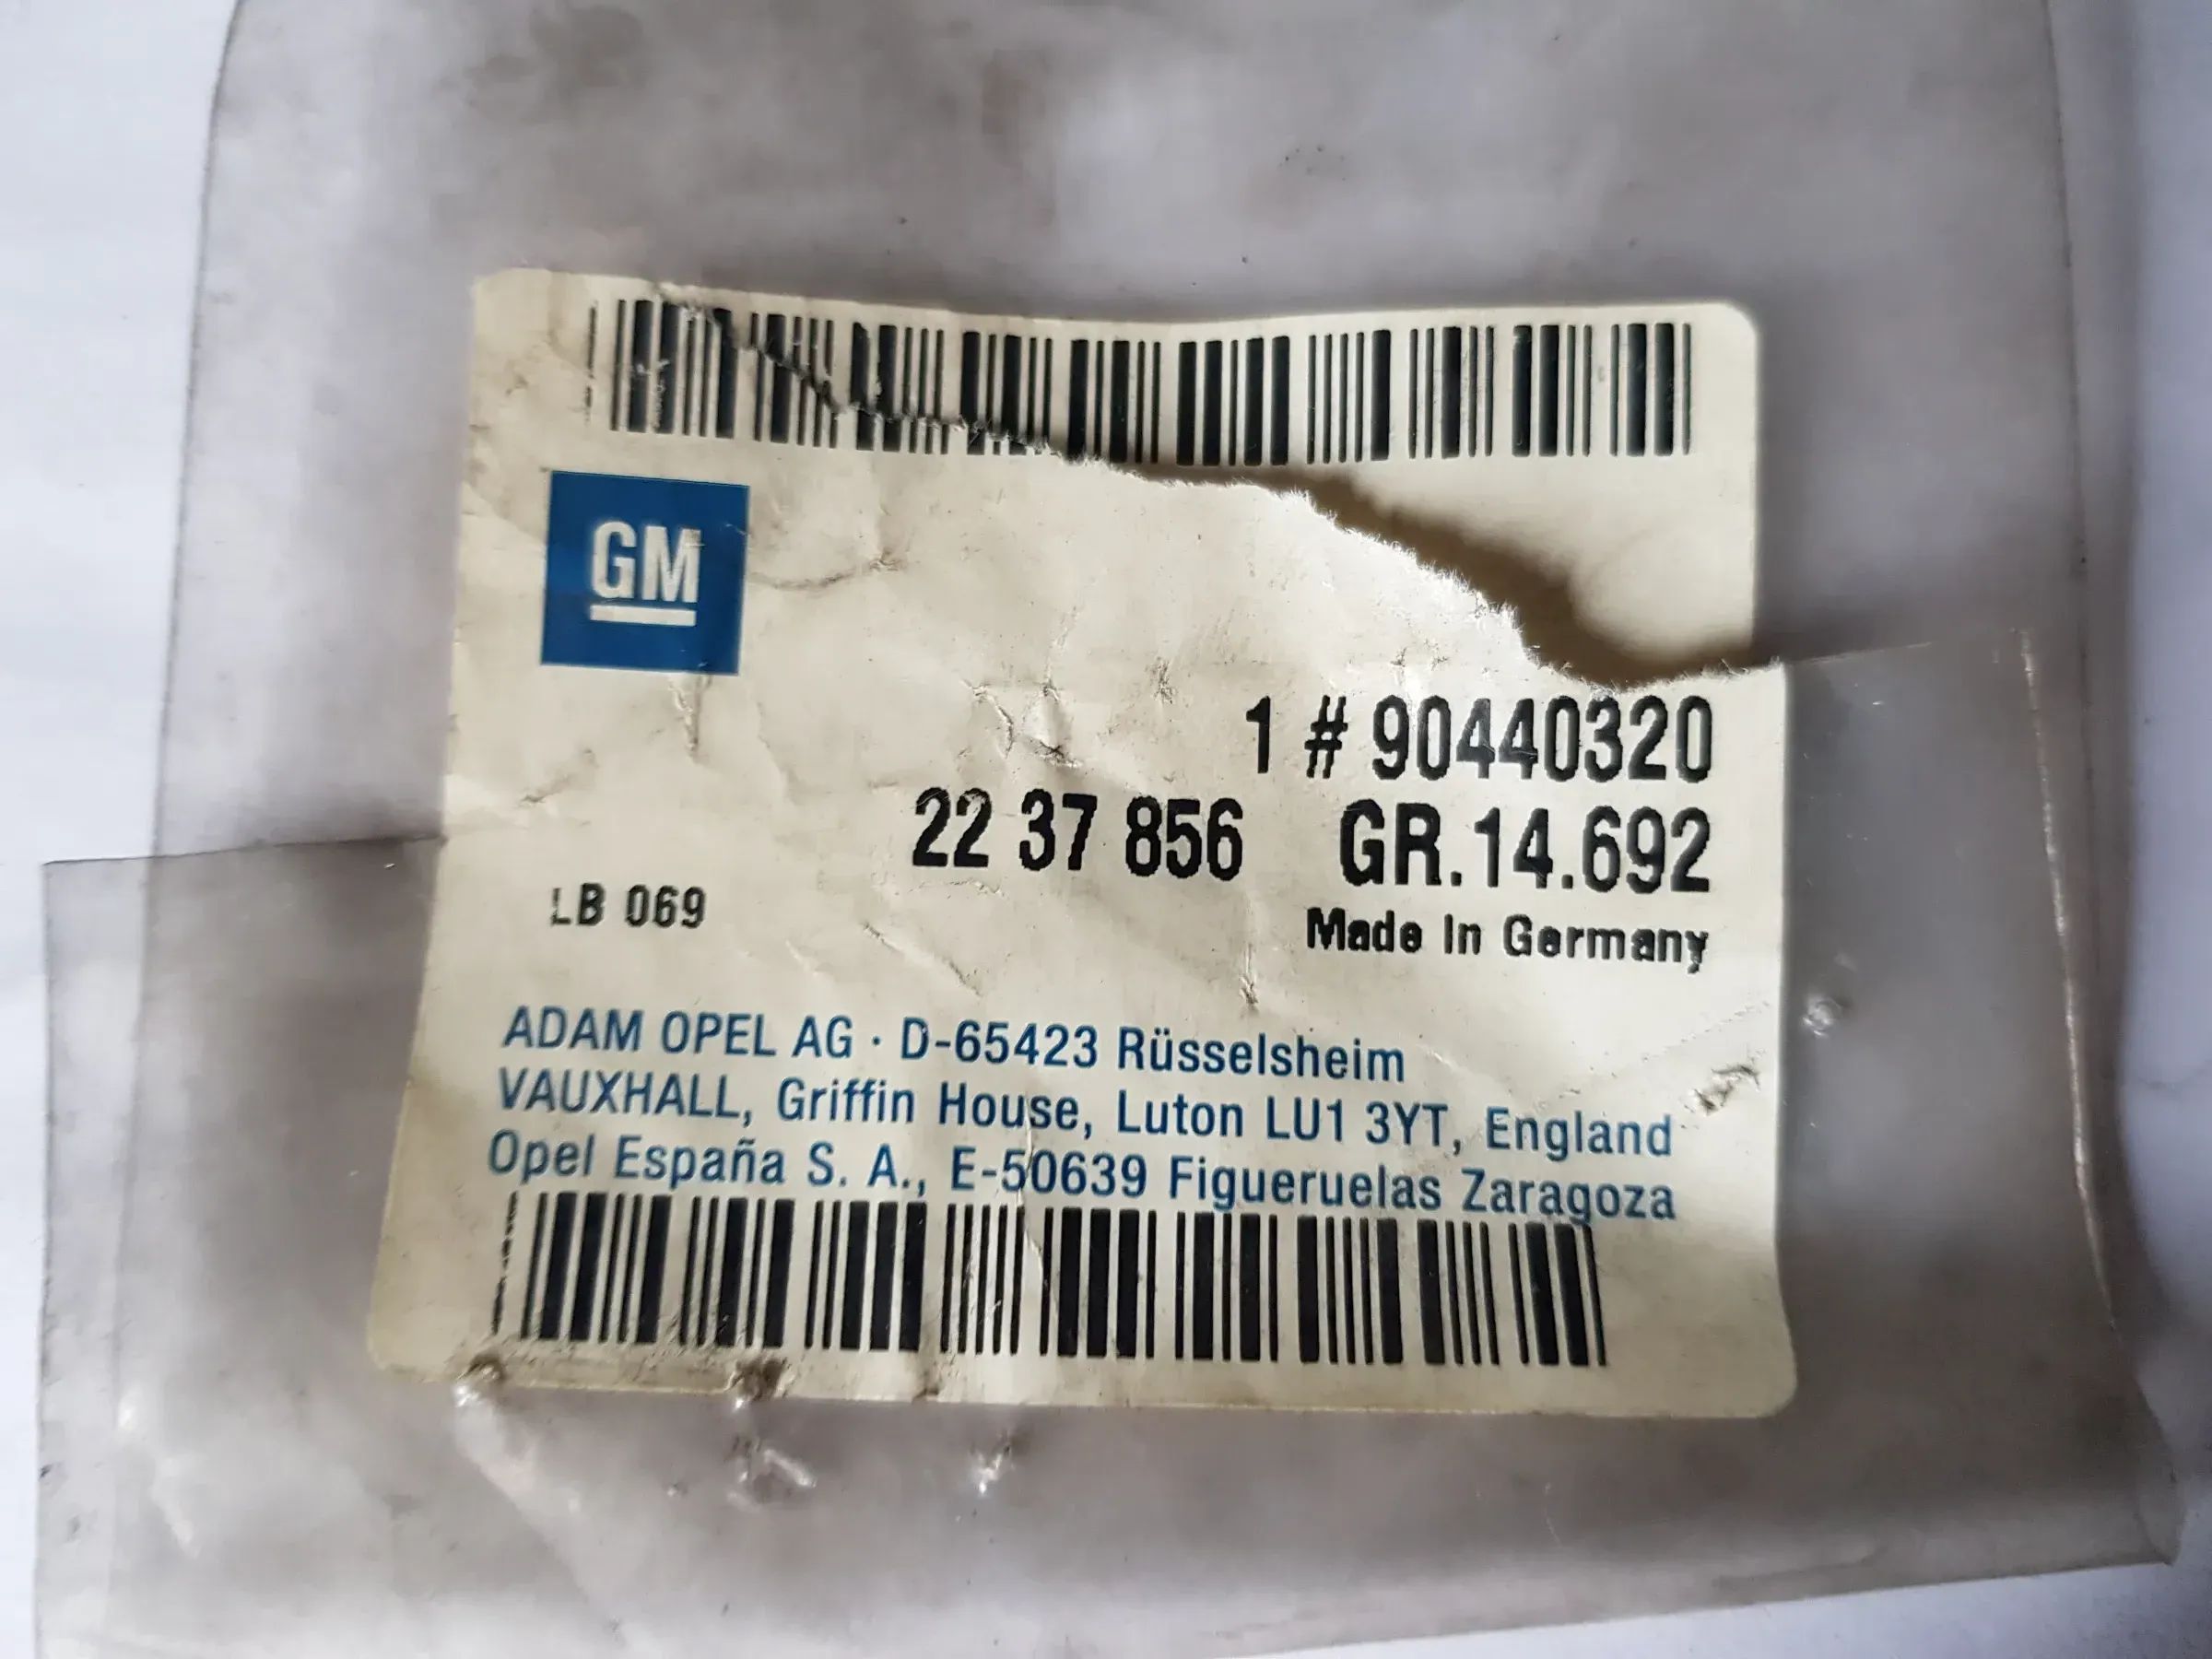 GM
1 # 90440320
22 37 856 GR.14.692
LB 069
Made In Germany
ADAM OPEL AG · D-65423 Rüsselsheim
VAUXHALL, Griffin House, Luton LU1 3YT, England
Opel España S. A., E-50639 Figueruelas Zaragoza